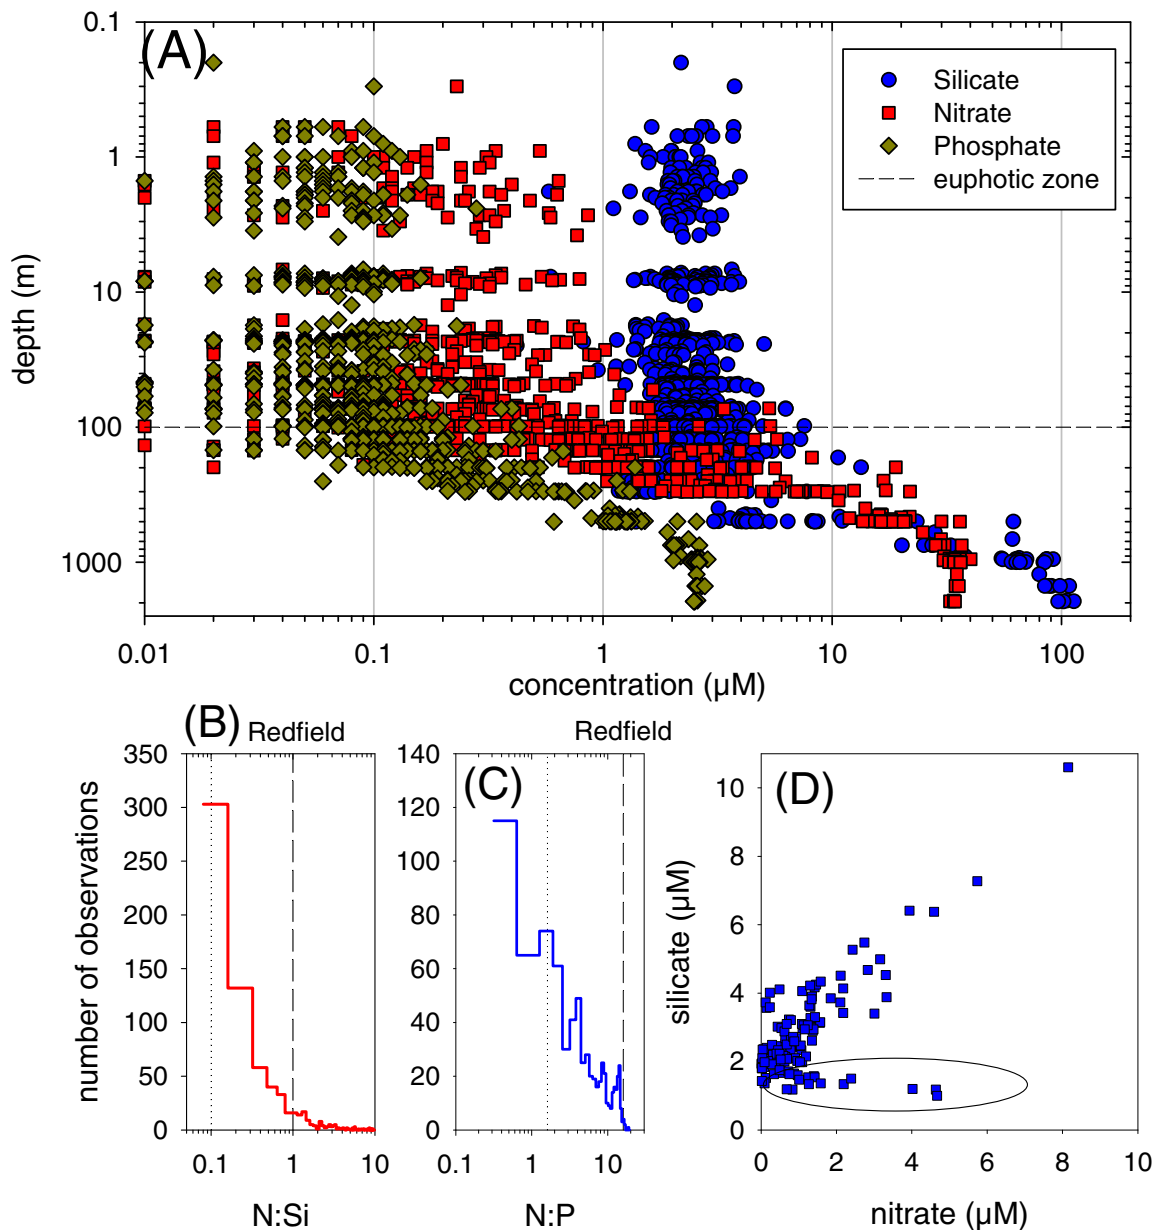 (A)
0.1
1
10
100
1000
depth (m)
Silicate
Nitrate
Phosphate
euphotic zone
0.01 0.1 1 10 100
concentration (µM)
(B)
Redfield
350
300
250
200
150
100
50
0
number of observations
0.1 1 10
N:Si
Redfield
(C)
140
120
100
80
60
40
20
0
0.1 1 10
N:P
(D)
10
8
6
4
2
0
silicate (µM)
0 2 4 6 8 10
nitrate (µM)